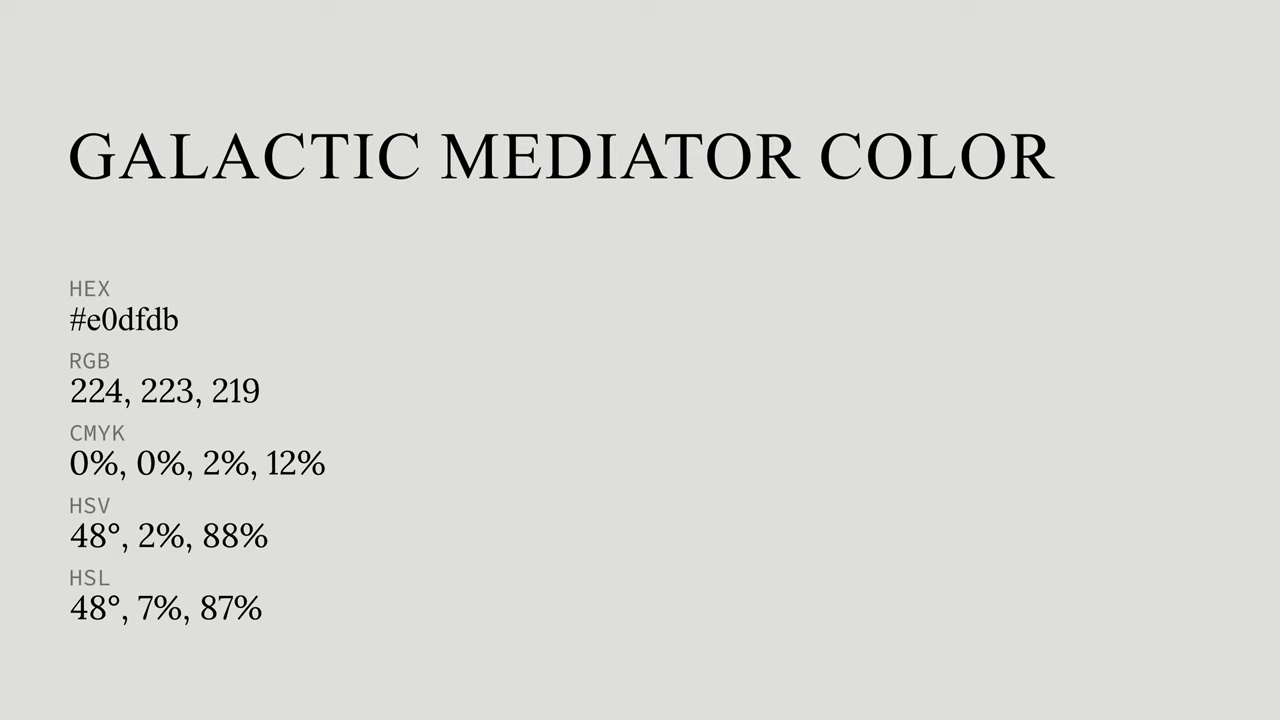 GALACTIC MEDIATOR COLOR
HEX
#e0dfdb
RGB
224, 223, 219
CMYK
0%, 0%, 2%, 12%
HSV
48°, 2%, 88%
HSL
48°, 7%, 87%